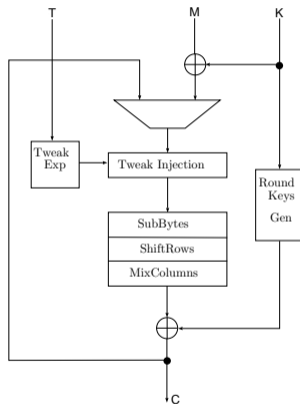 T M K
Tweak
Exp
Tweak Injection
Round
Keys
Gen
SubBytes
ShiftRows
MixColumns
C